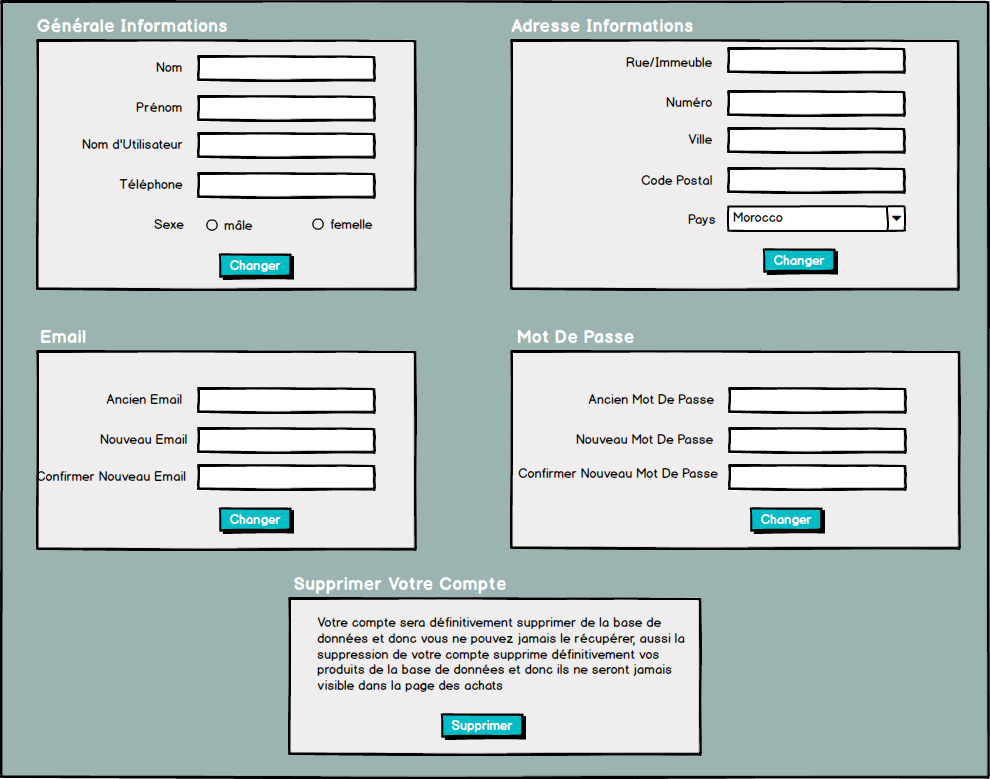 Générale Informations
Nom
Prénom
Nom d'Utilisateur
Téléphone
Sexe mâle femelle
Changer
Adresse Informations
Rue/Immeuble
Numéro
Ville
Code Postal
Pays Morocco
Changer
Email
Ancien Email
Nouveau Email
Confirmer Nouveau Email
Changer
Mot De Passe
Ancien Mot De Passe
Nouveau Mot De Passe
Confirmer Nouveau Mot De Passe
Changer
Supprimer Votre Compte
Votre compte sera définitivement supprimer de la base de
données et donc vous ne pouvez jamais le récupérer, aussi la
suppression de votre compte supprime définitivement vos
produits de la base de données et donc ils ne seront jamais
visible dans la page des achats
Supprimer